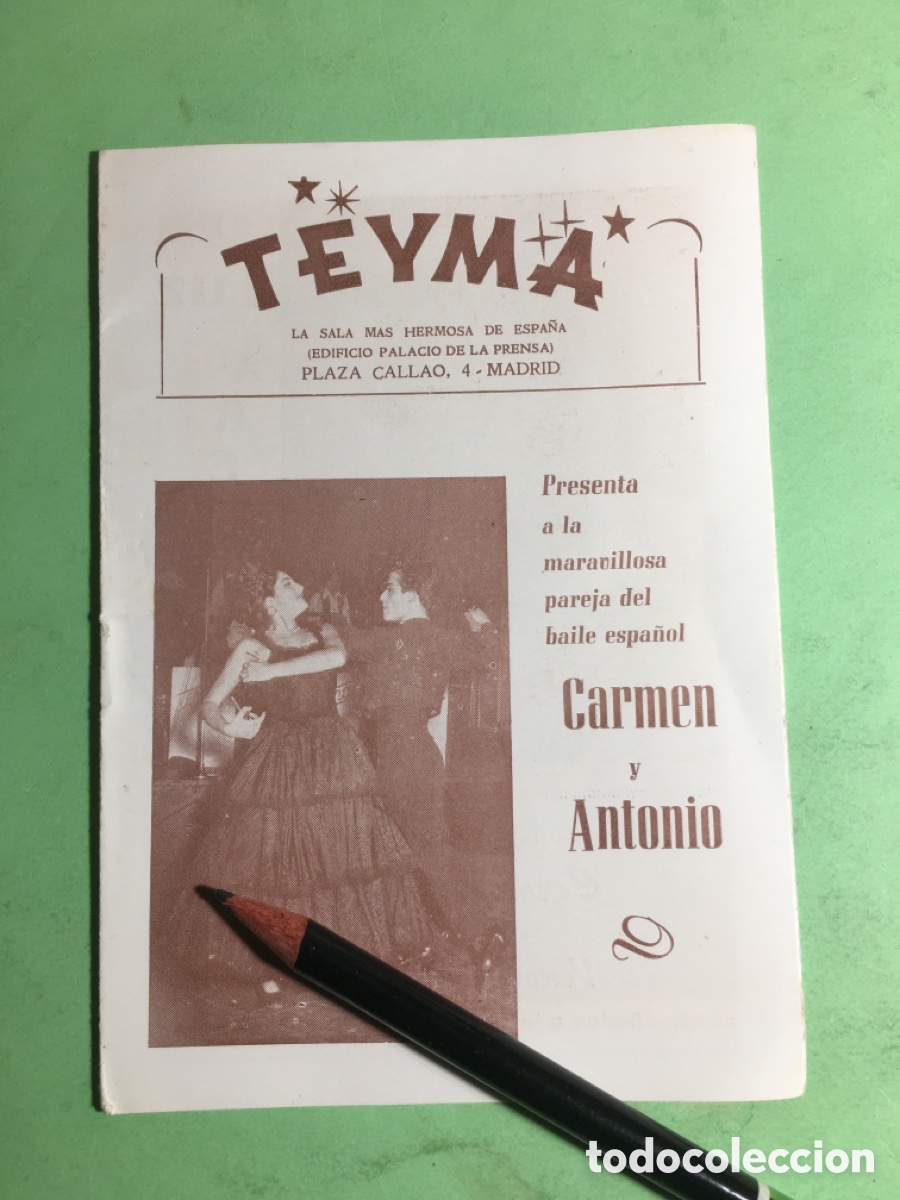 TEYMA
LA SALA MAS HERMOSA DE ESPAÑA
(EDIFICIO PALACIO DE LA PRENSA)
PLAZA CALLAO, 4 - MADRID
Presenta
a la
maravillosa
pareja del
baile español
Carmen
y
Antonio
todocoleccion.net